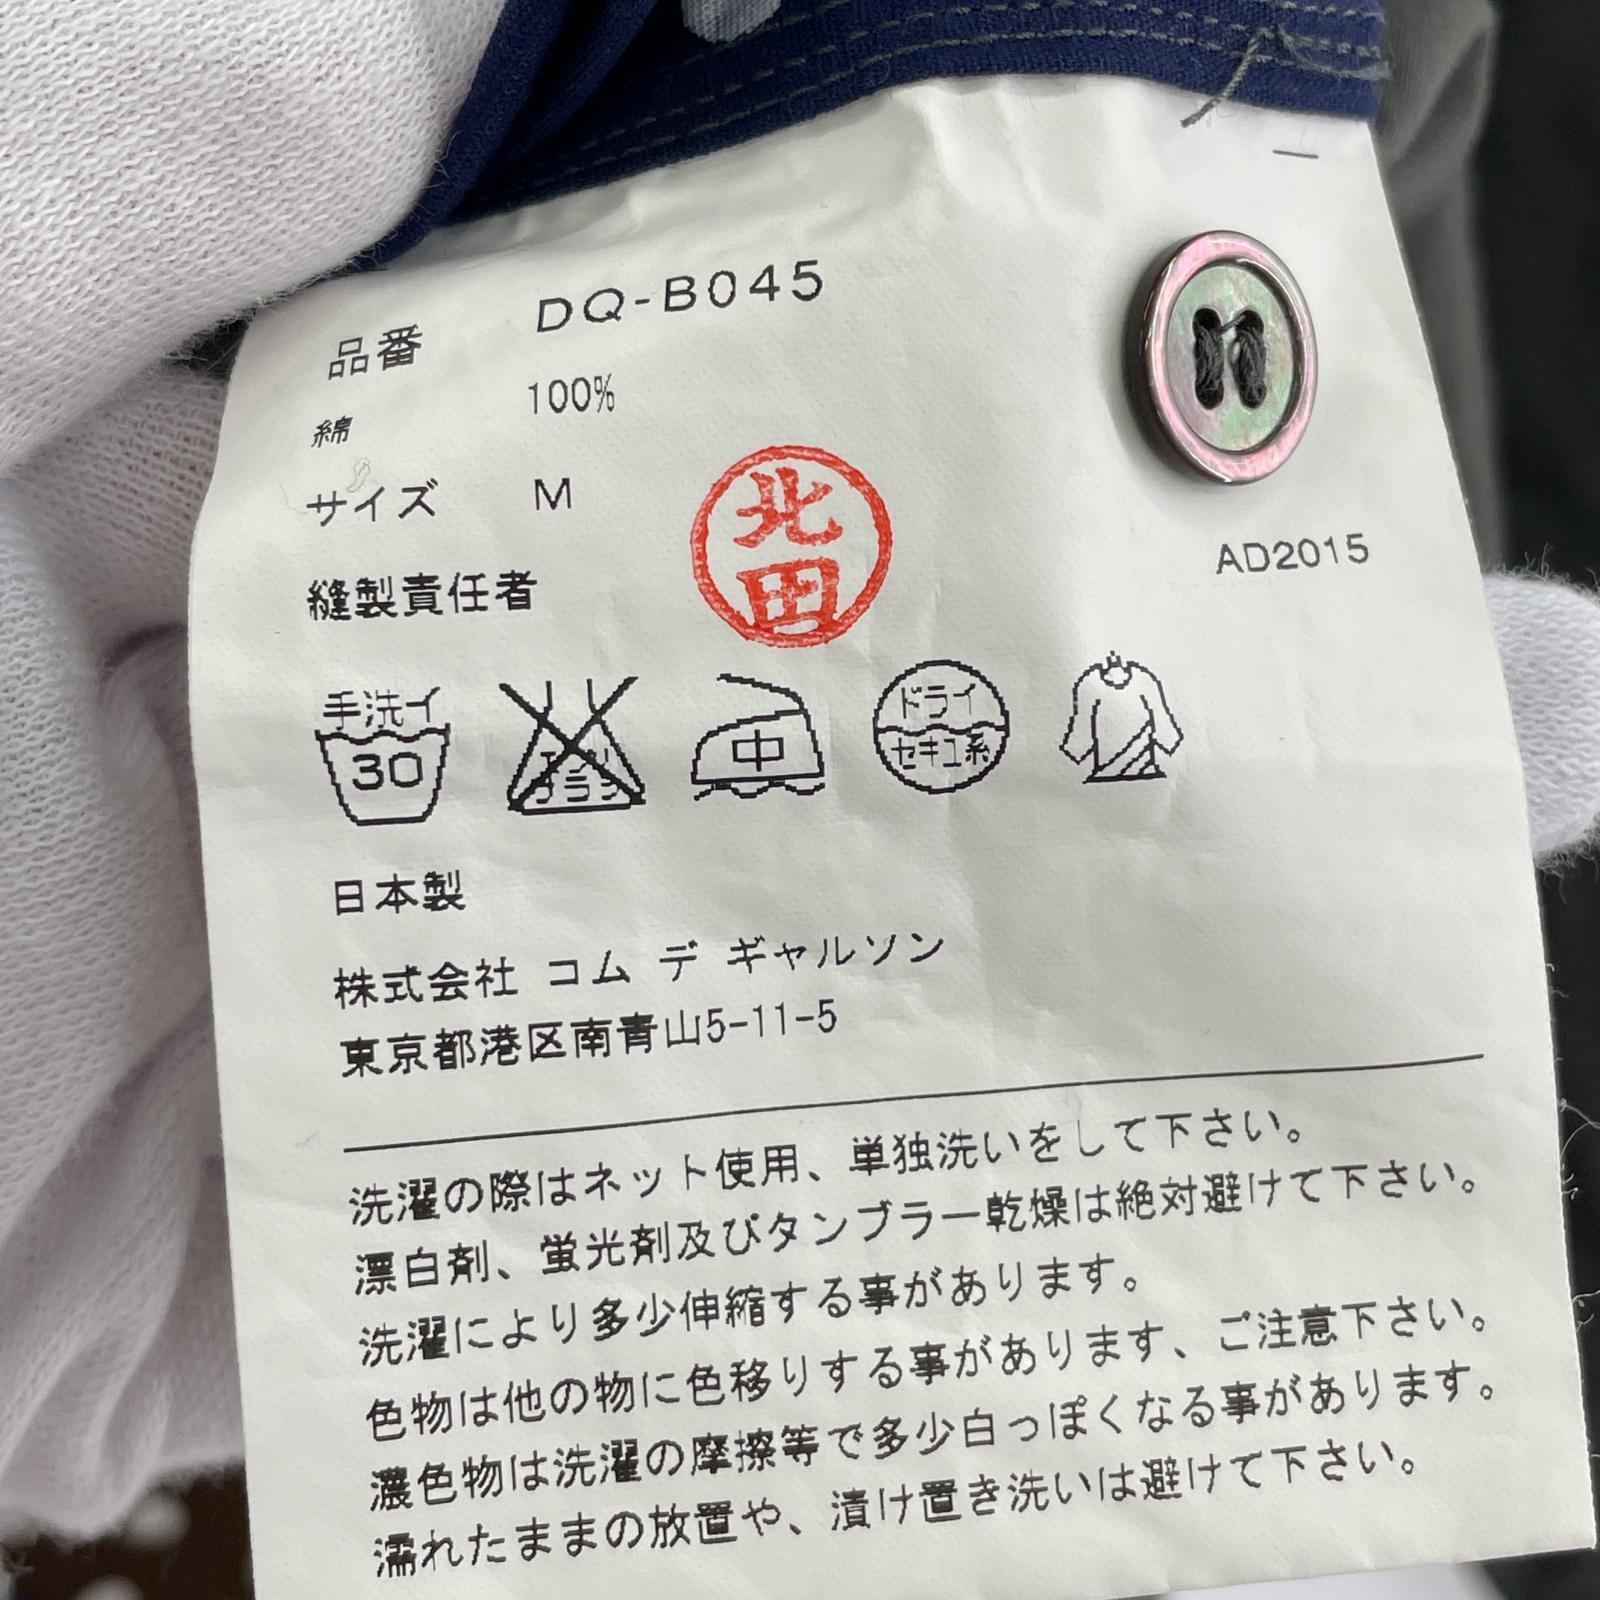 品番 DQ-B045
綿 100%
サイズ M
縫製責任者
北田
AD2015
手洗イ
30
エンソ
サラシ
中
ドライ
セキユ系
日本製
株式会社 コム デ ギャルソン
東京都港区南青山5-11-5
洗濯の際はネット使用、単独洗いをして下さい。
漂白剤、蛍光剤及びタンブラー乾燥は絶対避けて下さい。
洗濯により多少伸縮する事があります。
色物は他の物に色移りする事があります、ご注意下さい。
濃色物は洗濯の摩擦等で多少白っぽくなる事があります。
濡れたままの放置や、漬け置き洗いは避けて下さい。